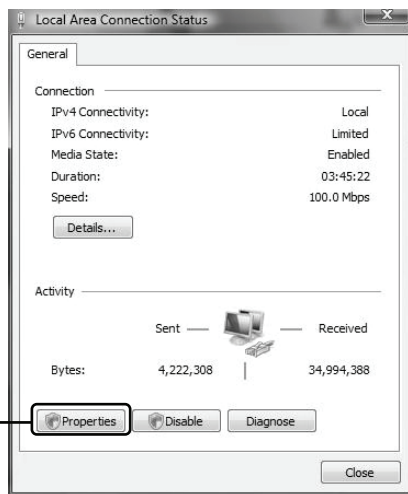 Local Area Connection Status
X
General
Connection
IPv4 Connectivity: Local
IPv6 Connectivity: Limited
Media State: Enabled
Duration: 03:45:22
Speed: 100.0 Mbps
Details...
Activity
Sent Received
Bytes: 4,222,308 34,994,388
Properties Disable Diagnose
Close